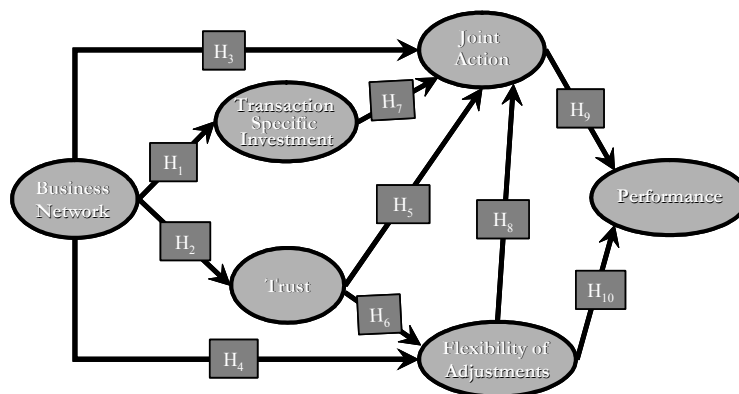 Joint
Action
H3
Transaction
Specific
Investment
H7
H9
H1
Business
Network
Performance
H5
H8
H2
Trust
H10
H6
Flexibility of
Adjustments
H4